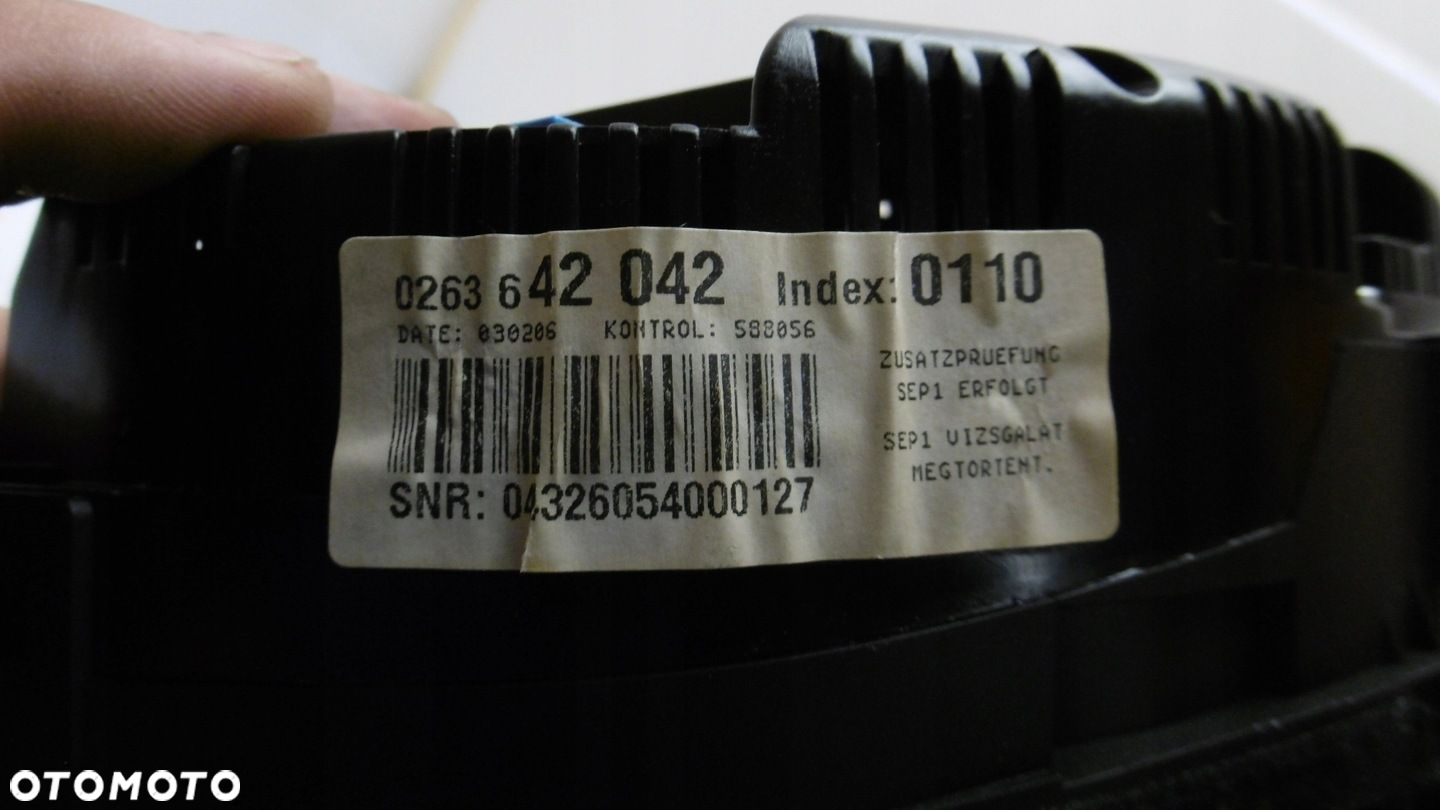 0263 642 042 Index: 0110
DATE: 030206 KONTROL: 588056
ZUSATZPRUEFUNG
SEP1 ERFOLGT
SEP1 VIZSGALAT
MEGTORTENT.
SNR: 04326054000127
OTOMOTO